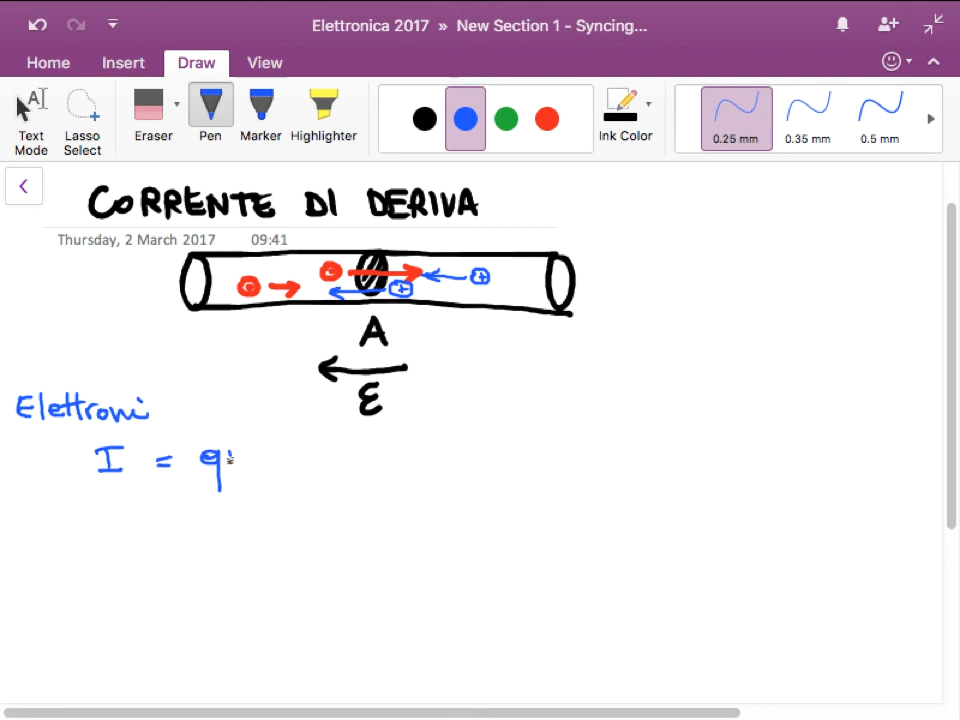 Elettronica 2017 » New Section 1 - Syncing...
Home Insert Draw View
Text Mode Lasso Select Eraser Pen Marker Highlighter Ink Color 0.25 mm 0.35 mm 0.5 mm
CORRENTE DI DERIVA
Thursday, 2 March 2017 09:41
A
ε
Elettroni
I = q